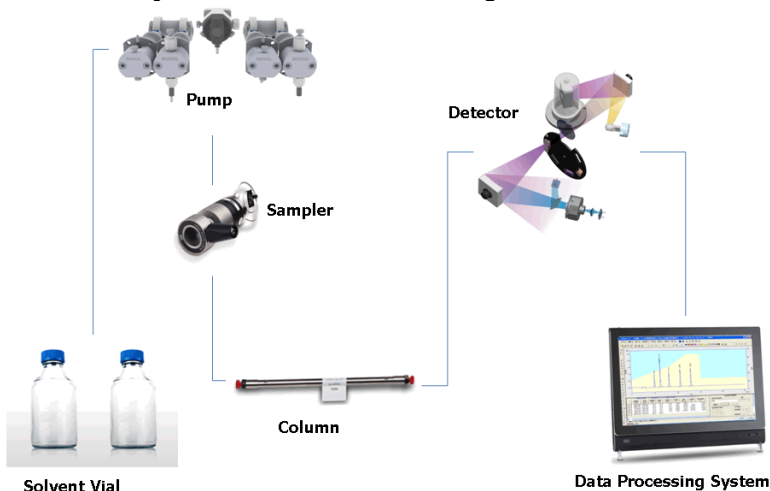 Pump
Detector
Sampler
Column
Solvent Vial
Data Processing System